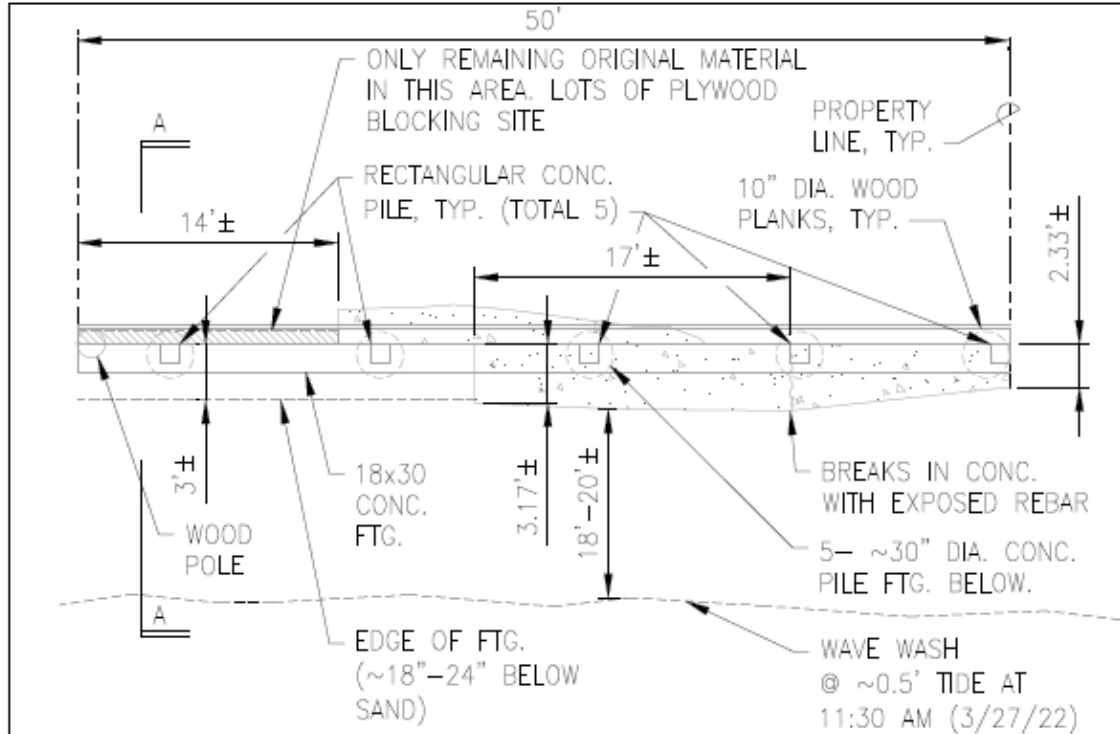 50'
ONLY REMAINING ORIGINAL MATERIAL
IN THIS AREA. LOTS OF PLYWOOD
BLOCKING SITE
PROPERTY
LINE, TYP.
A
RECTANGULAR CONC.
PILE, TYP. (TOTAL 5)
10" DIA. WOOD
PLANKS, TYP.
14'±
17'±
2.33'±
3'±
3.17'±
18'-20'±
18x30
CONC.
FTG.
WOOD
POLE
BREAKS IN CONC.
WITH EXPOSED REBAR
5- ~30" DIA. CONC.
PILE FTG. BELOW.
A
EDGE OF FTG.
(~18"-24" BELOW
SAND)
WAVE WASH
@ ~0.5' TIDE AT
11:30 AM (3/27/22)